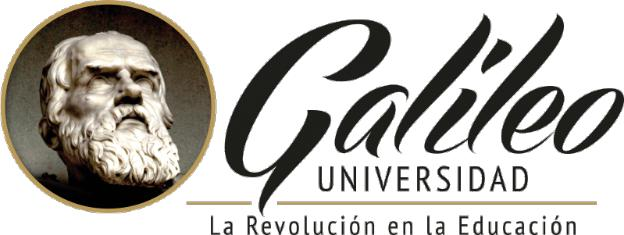 Galileo
UNIVERSIDAD
La Revolución en la Educación